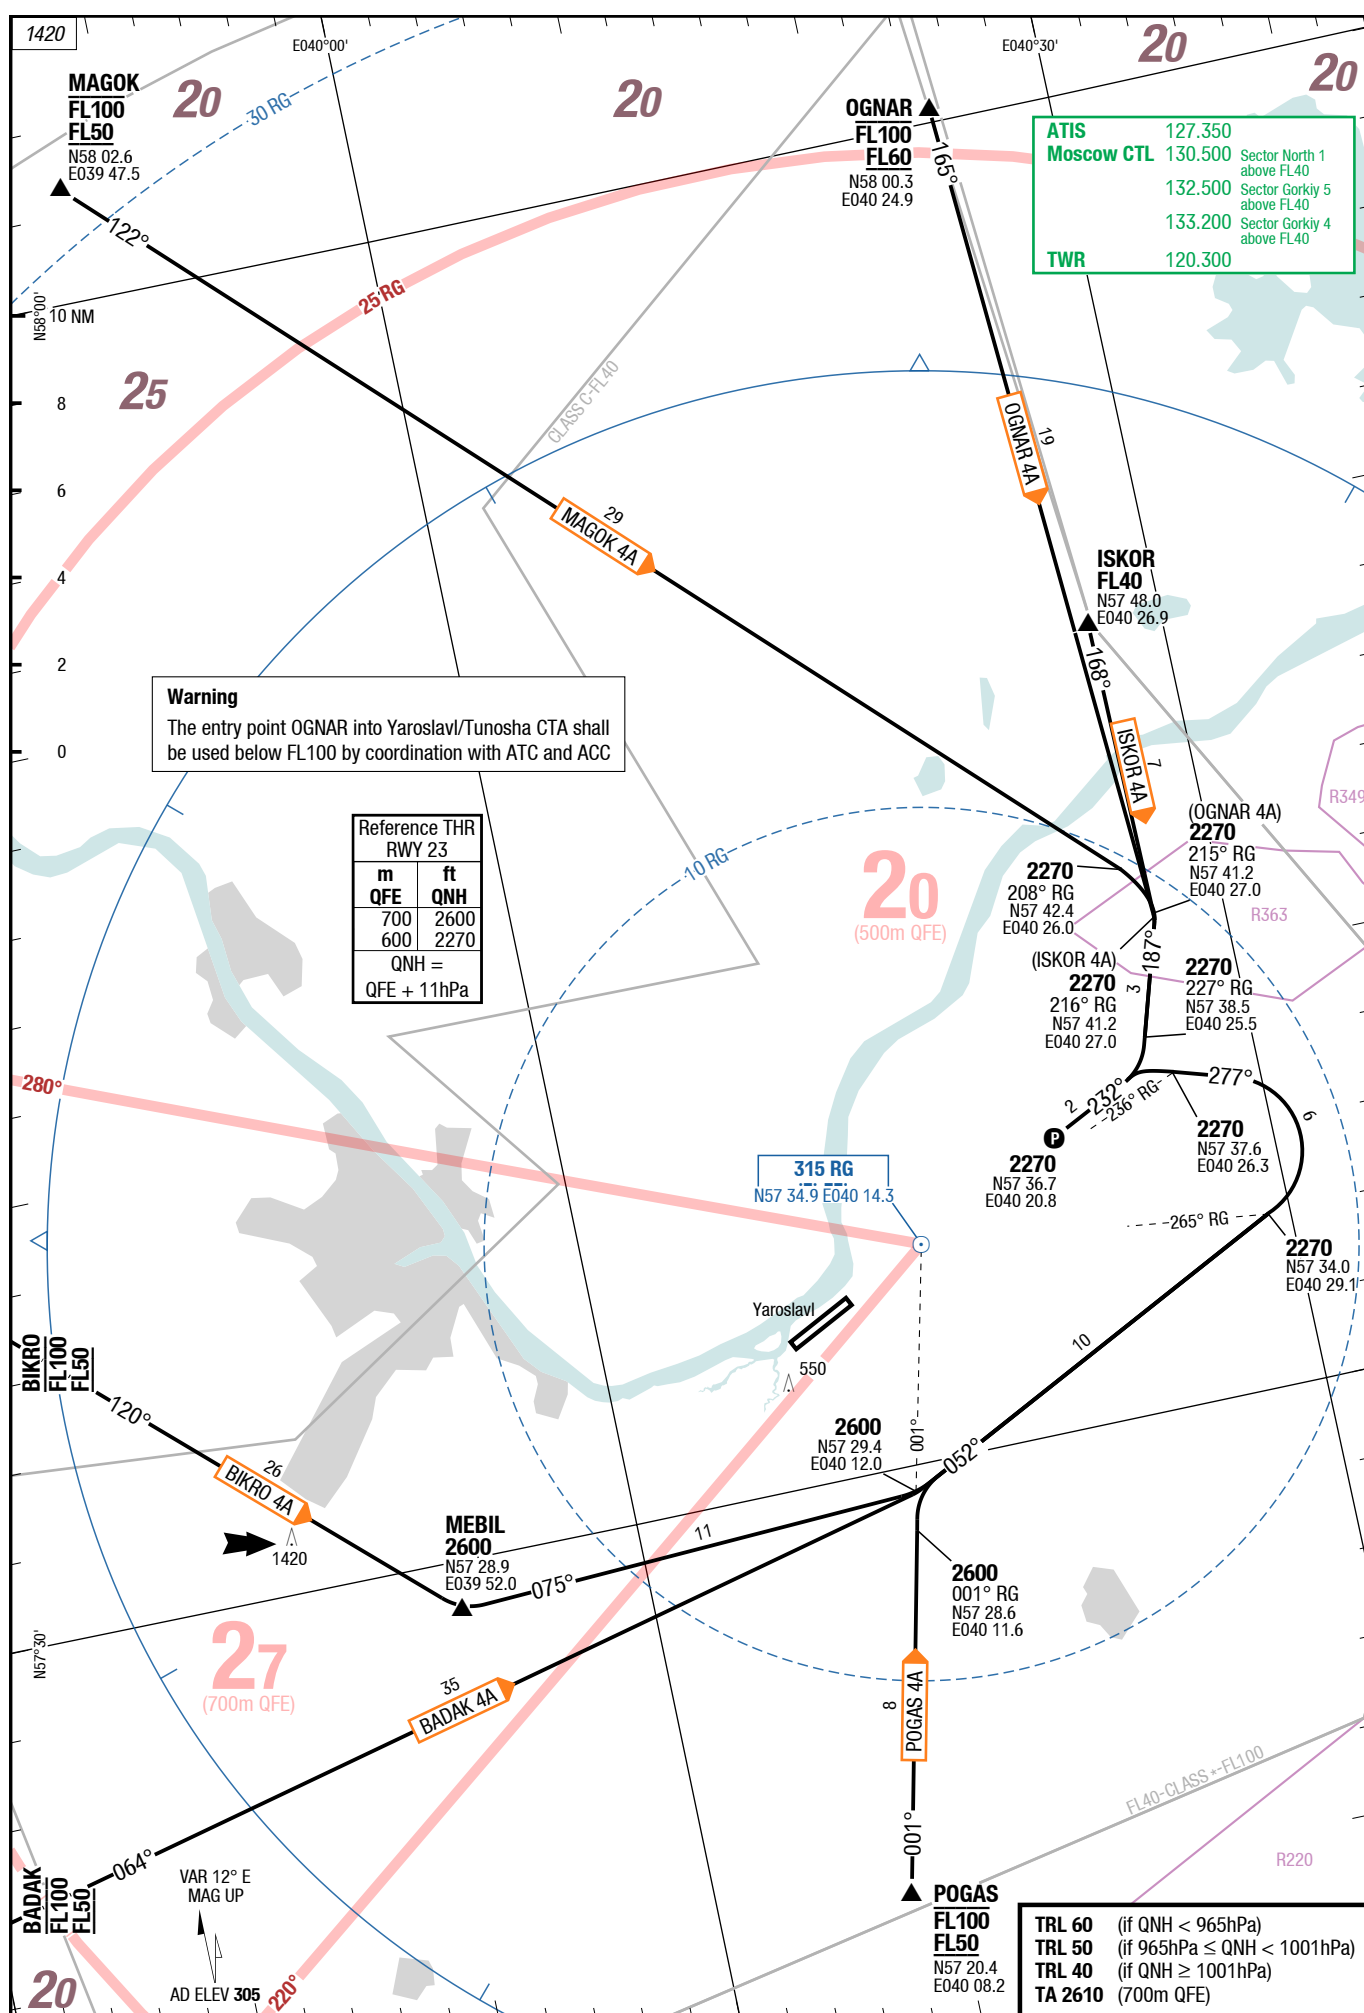 1420
E040°00'
E040°30'
20
20
20
20
MAGOK
FL100
FL50
N58 02.6
E039 47.5
30 RG
OGNAR
FL100
FL60
N58 00.3
E040 24.9
165°
ATIS 127.350
Moscow CTL 130.500 Sector North 1
above FL40
132.500 Sector Gorkiy 5
above FL40
133.200 Sector Gorkiy 4
above FL40
TWR 120.300
122°
N58°00'
10 NM
25 RG
25
8
6
4
2
0
CLASS C-FL40
OGNAR 4A
19
29
MAGOK 4A
ISKOR
FL40
N57 48.0
E040 26.9
168°
Warning
The entry point OGNAR into Yaroslavl/Tunosha CTA shall
be used below FL100 by coordination with ATC and ACC
ISKOR 4A
7
R349
Reference THR
RWY 23
m ft
QFE QNH
700 2600
600 2270
QNH =
QFE + 11hPa
10 RG
20
(500m QFE)
(OGNAR 4A)
2270
215° RG
N57 41.2
E040 27.0
2270
208° RG
N57 42.4
E040 26.0
R363
187°
3
(ISKOR 4A)
2270
216° RG
N57 41.2
E040 27.0
2270
227° RG
N57 38.5
E040 25.5
280°
277°
232°
2
236° RG
6
P
2270
N57 36.7
E040 20.8
2270
N57 37.6
E040 26.3
315 RG
N57 34.9 E040 14.3
265° RG
2270
N57 34.0
E040 29.1
Yaroslavl
550
10
BIKRO
FL100
FL50
120°
26
BIKRO 4A
1420
2600
N57 29.4
E040 12.0
001°
052°
MEBIL
2600
N57 28.9
E039 52.0
075°
11
2600
001° RG
N57 28.6
E040 11.6
N57°30'
27
(700m QFE)
35
BADAK 4A
8
POGAS 4A
FL40-CLASS *-FL100
001°
064°
R220
BADAK
FL100
FL50
VAR 12° E
MAG UP
POGAS
FL100
FL50
N57 20.4
E040 08.2
20
AD ELEV 305
220°
TRL 60 (if QNH < 965hPa)
TRL 50 (if 965hPa ≤ QNH < 1001hPa)
TRL 40 (if QNH ≥ 1001hPa)
TA 2610 (700m QFE)